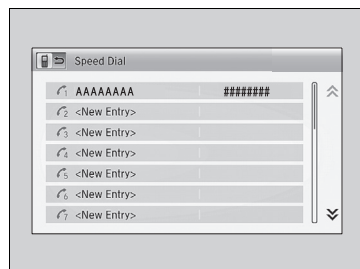 Speed Dial
1 AAAAAAAA ########
2 <New Entry>
3 <New Entry>
4 <New Entry>
5 <New Entry>
6 <New Entry>
7 <New Entry>